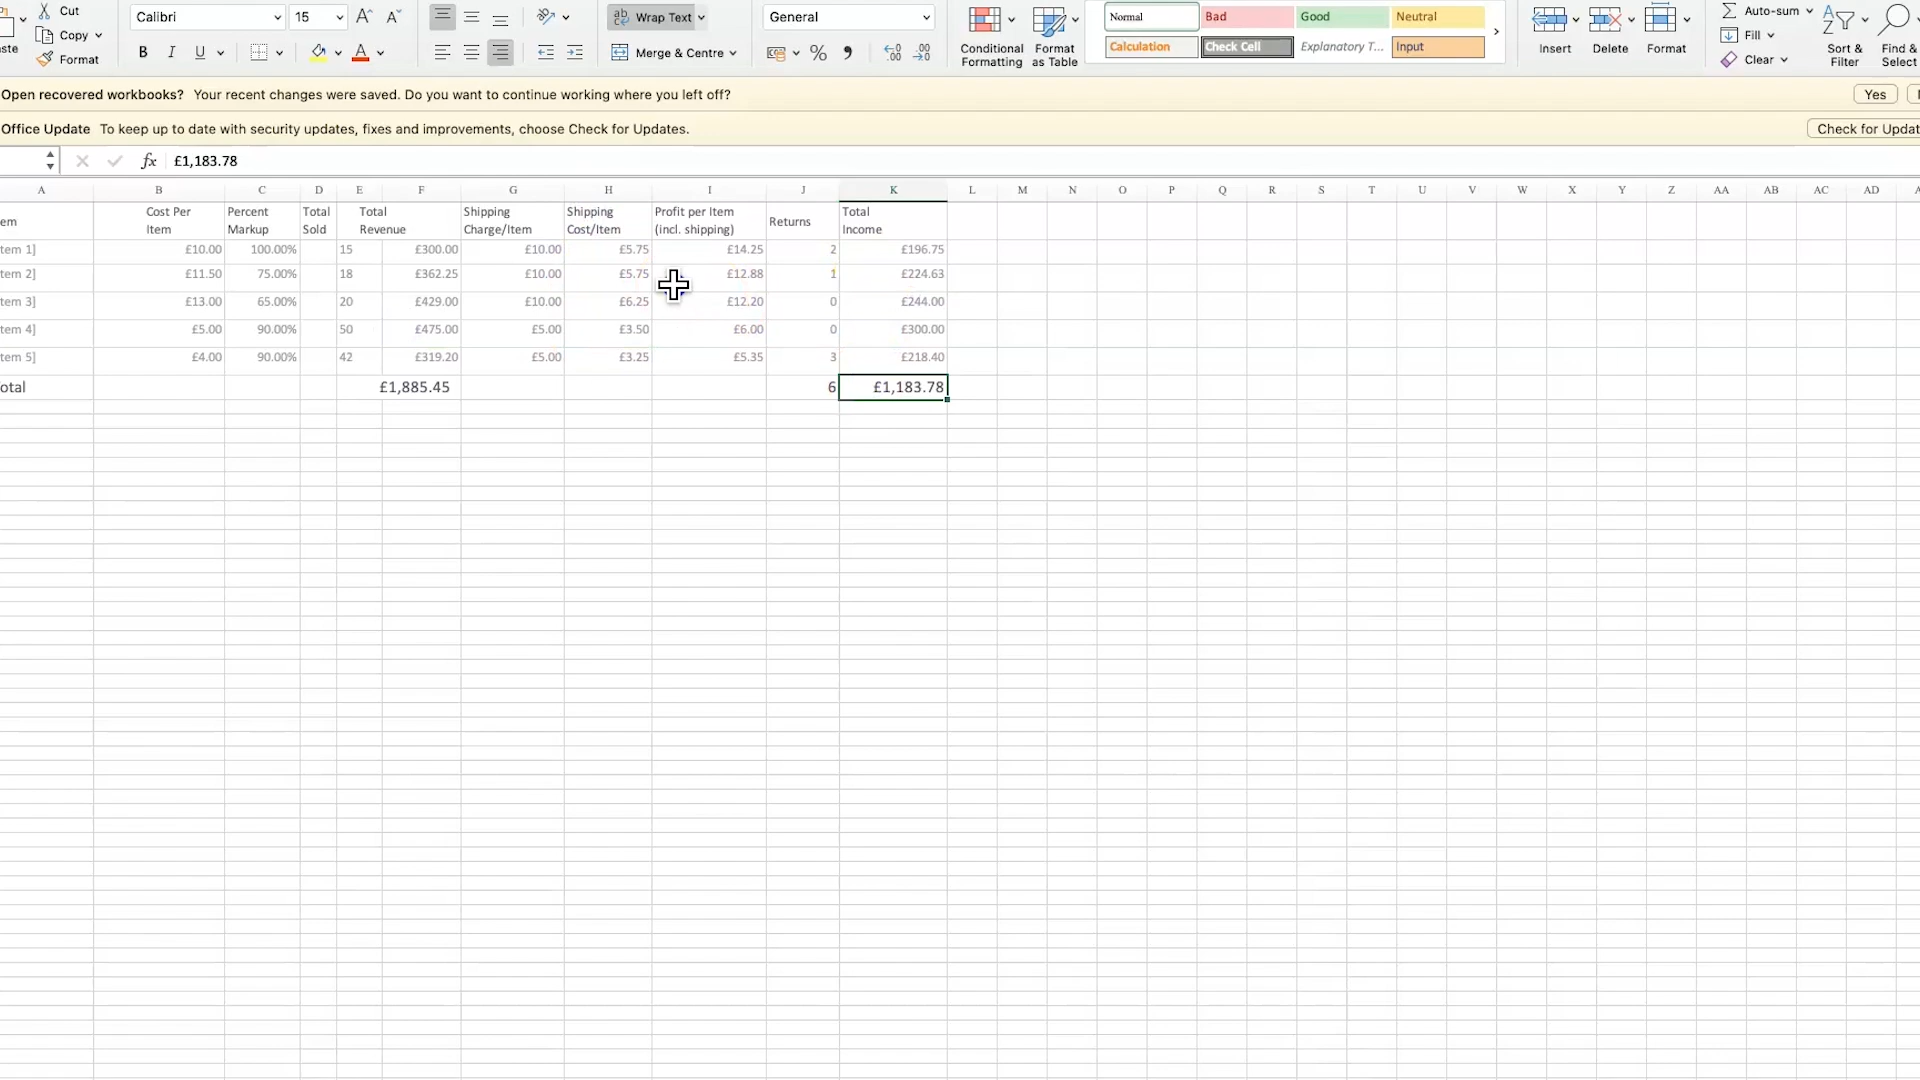 Cut
Calibri 15 Wrap Text General Normal Bad Good Neutral Auto-sum
Copy
Format
B I U Merge & Centre % Conditional Formatting Format as Table Calculation Check Cell Explanatory T... Input Insert Delete Format Fill Clear Sort & Filter Find & Select
Open recovered workbooks? Your recent changes were saved. Do you want to continue working where you left off? Yes
Office Update To keep up to date with security updates, fixes and improvements, choose Check for Updates. Check for Updat
fx £1,183.78
A B C D E F G H I J K L M N O P Q R S T U V W X Y Z AA AB AC AD
em Cost Per Item Percent Markup Total Sold Total Revenue Shipping Charge/Item Shipping Cost/Item Profit per Item (incl. shipping) Returns Total Income
tem 1] £10.00 100.00% 15 £300.00 £10.00 £5.75 £14.25 2 £196.75
tem 2] £11.50 75.00% 18 £362.25 £10.00 £5.75 £12.88 1 £224.63
tem 3] £13.00 65.00% 20 £429.00 £10.00 £6.25 £12.20 0 £244.00
tem 4] £5.00 90.00% 50 £475.00 £5.00 £3.50 £6.00 0 £300.00
tem 5] £4.00 90.00% 42 £319.20 £5.00 £3.25 £5.35 3 £218.40
otal £1,885.45 6 £1,183.78